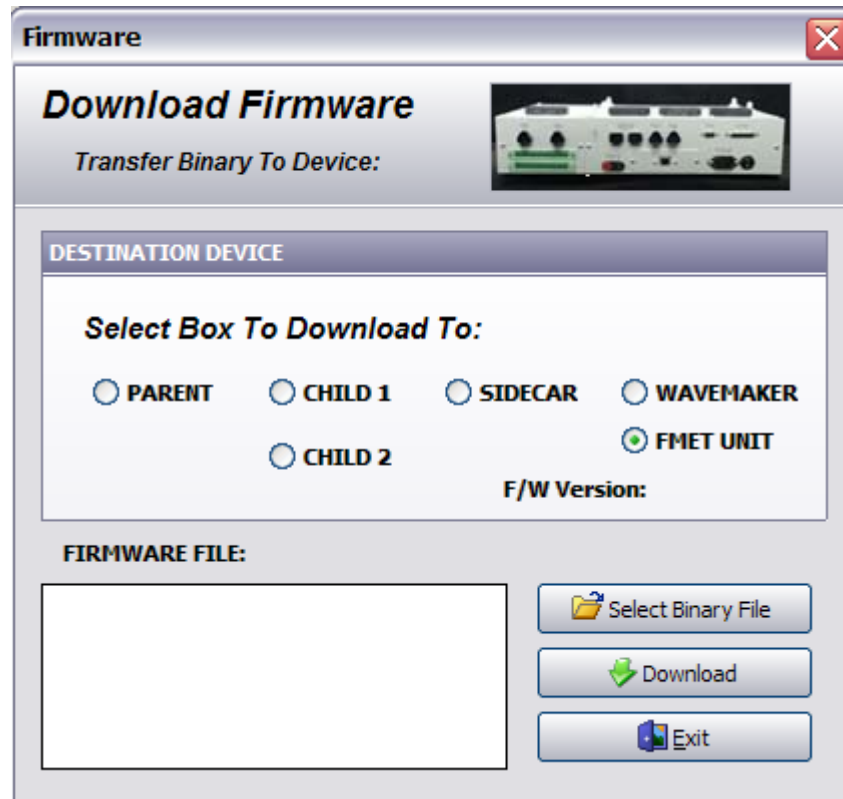 Firmware
Download Firmware
Transfer Binary To Device:
DESTINATION DEVICE
Select Box To Download To:
PARENT CHILD 1 SIDECAR WAVEMAKER
CHILD 2 FMET UNIT
F/W Version:
FIRMWARE FILE:
Select Binary File
Download
Exit